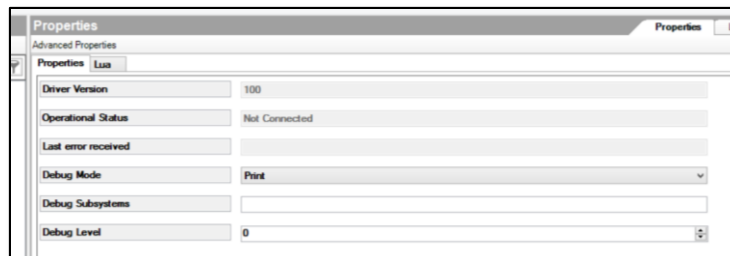 Properties
Properties
Advanced Properties
Properties Lua
Driver Version 100
Operational Status Not Connected
Last error received
Debug Mode Print
Debug Subsystems
Debug Level 0